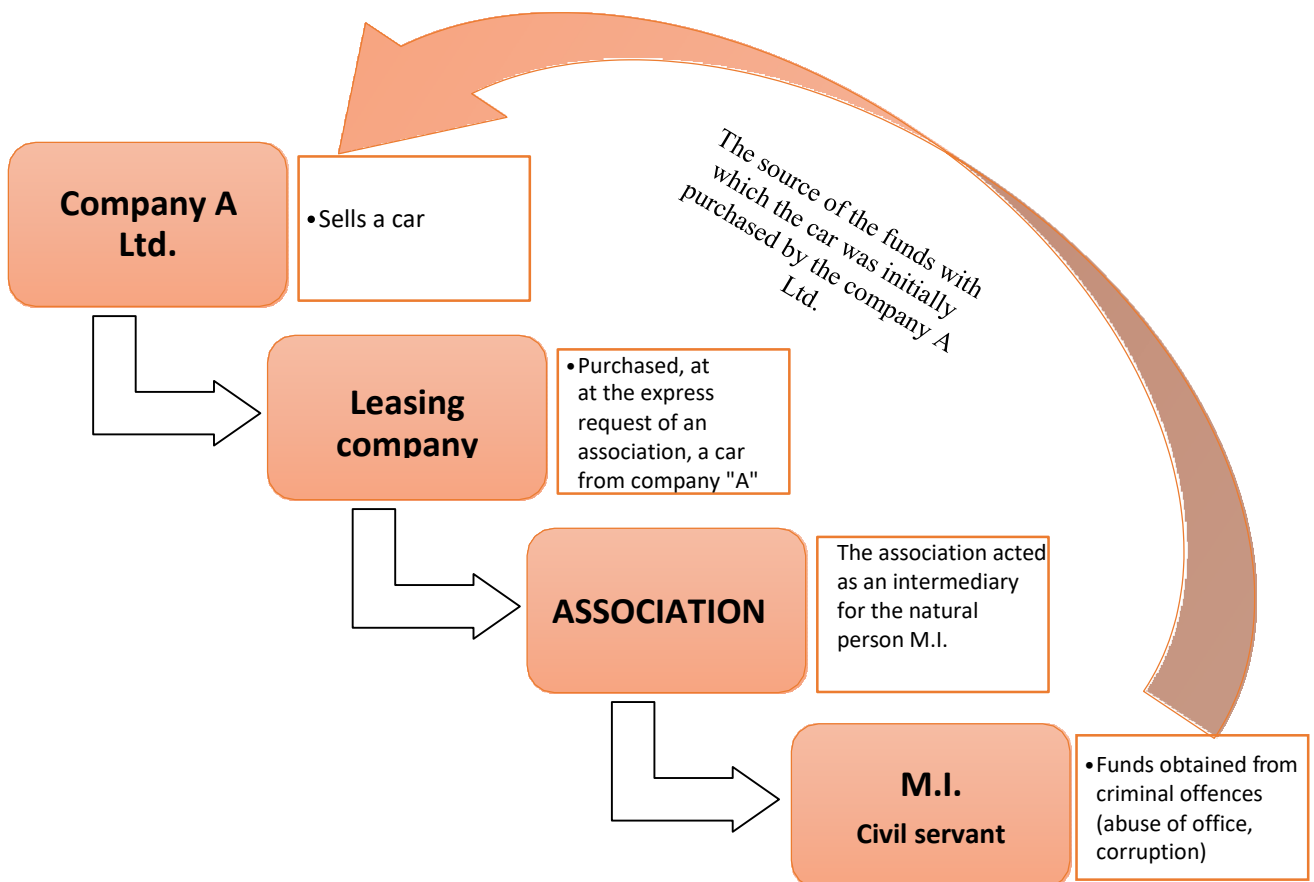 The source of the funds with
which the car was initially
purchased by the company A
Ltd.
Company A
Ltd.
•Sells a car
Leasing
company
•Purchased, at
at the express
request of an
association, a car
from company "A"
ASSOCIATION
The association acted
as an intermediary
for the natural
person M.I.
M.I.
Civil servant
•Funds obtained from
criminal offences
(abuse of office,
corruption)